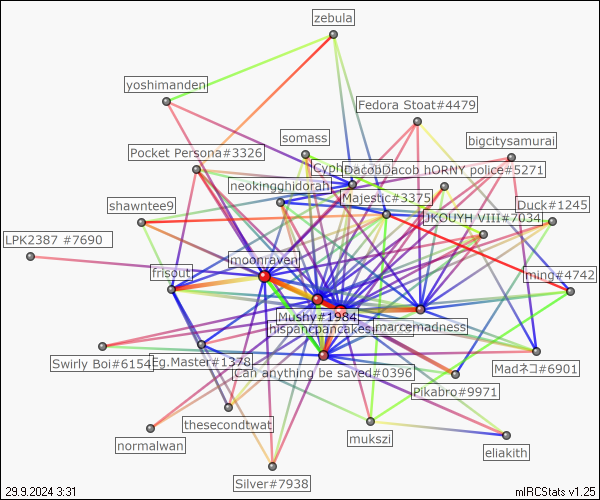 zebula
yoshimanden
Fedora Stoat#4479
somass
bigcitysamurai
Pocket Persona#3326
DacobDacob hORNY police#5271
neokingghidorah
Majestic#3375
shawntee9
Duck#1245
JKOUYH VIII#7034
LPK2387 #7690
moonraven
frisout
ming#4742
Mushy#1984
hispancpancakes
marcemadness
Swirly Boi#6154
Eg.Master#1378
Can anything be saved#0396
Madネコ#6901
Pikabro#9971
thesecondtwat
normalwan
mukszi
eliakith
Silver#7938
29.9.2024 3:31
mIRCStats v1.25